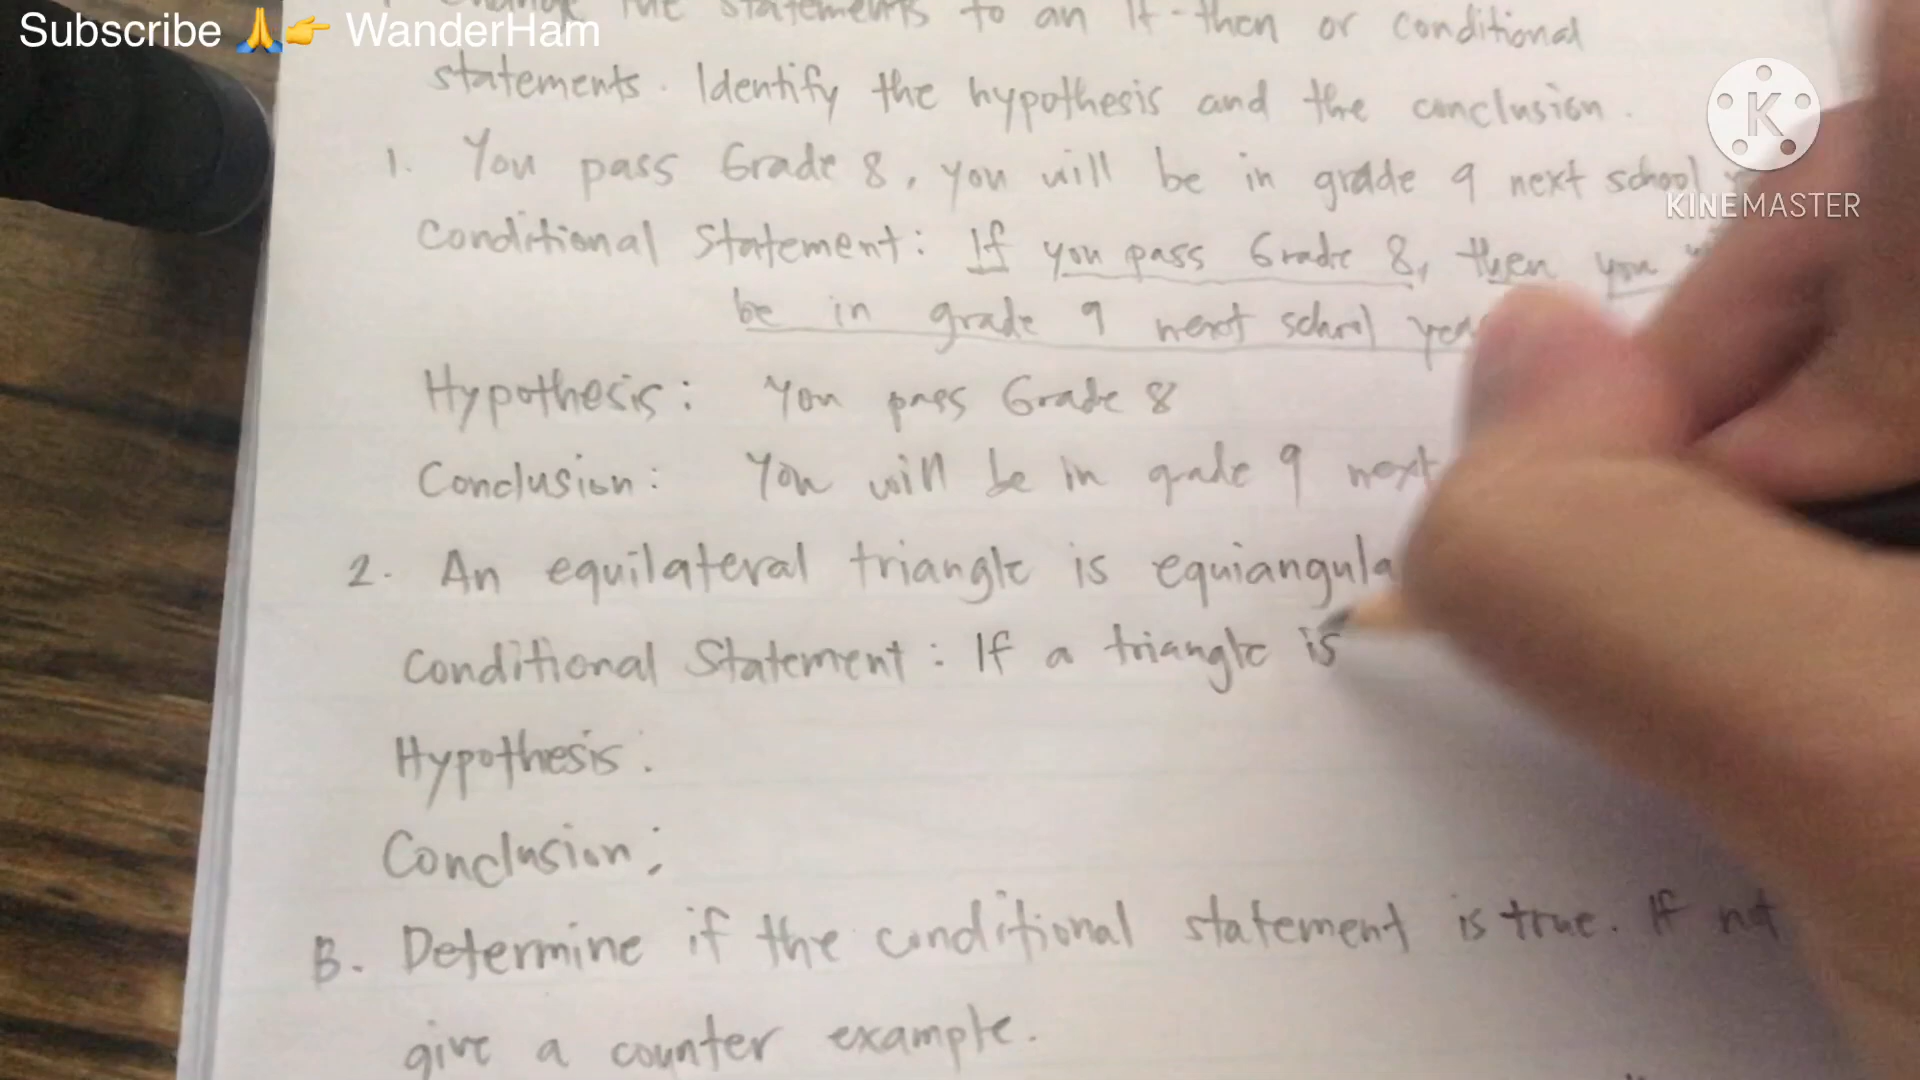 Subscribe 🙏👉 WanderHam
Change the statements to an If-then or conditional
statements. Identify the hypothesis and the conclusion.
1. You pass Grade 8, you will be in grade 9 next school
Conditional Statement: If you pass Grade 8, then you
be in grade 9 next school
Hypothesis: You pass Grade 8
Conclusion: You will be in grade 9 next
2. An equilateral triangle is
Conditional Statement: If a triangle is
Hypothesis:
Conclusion:
B. Determine if the conditional statement is true. If not
give a counter example.
K
KINEMASTER